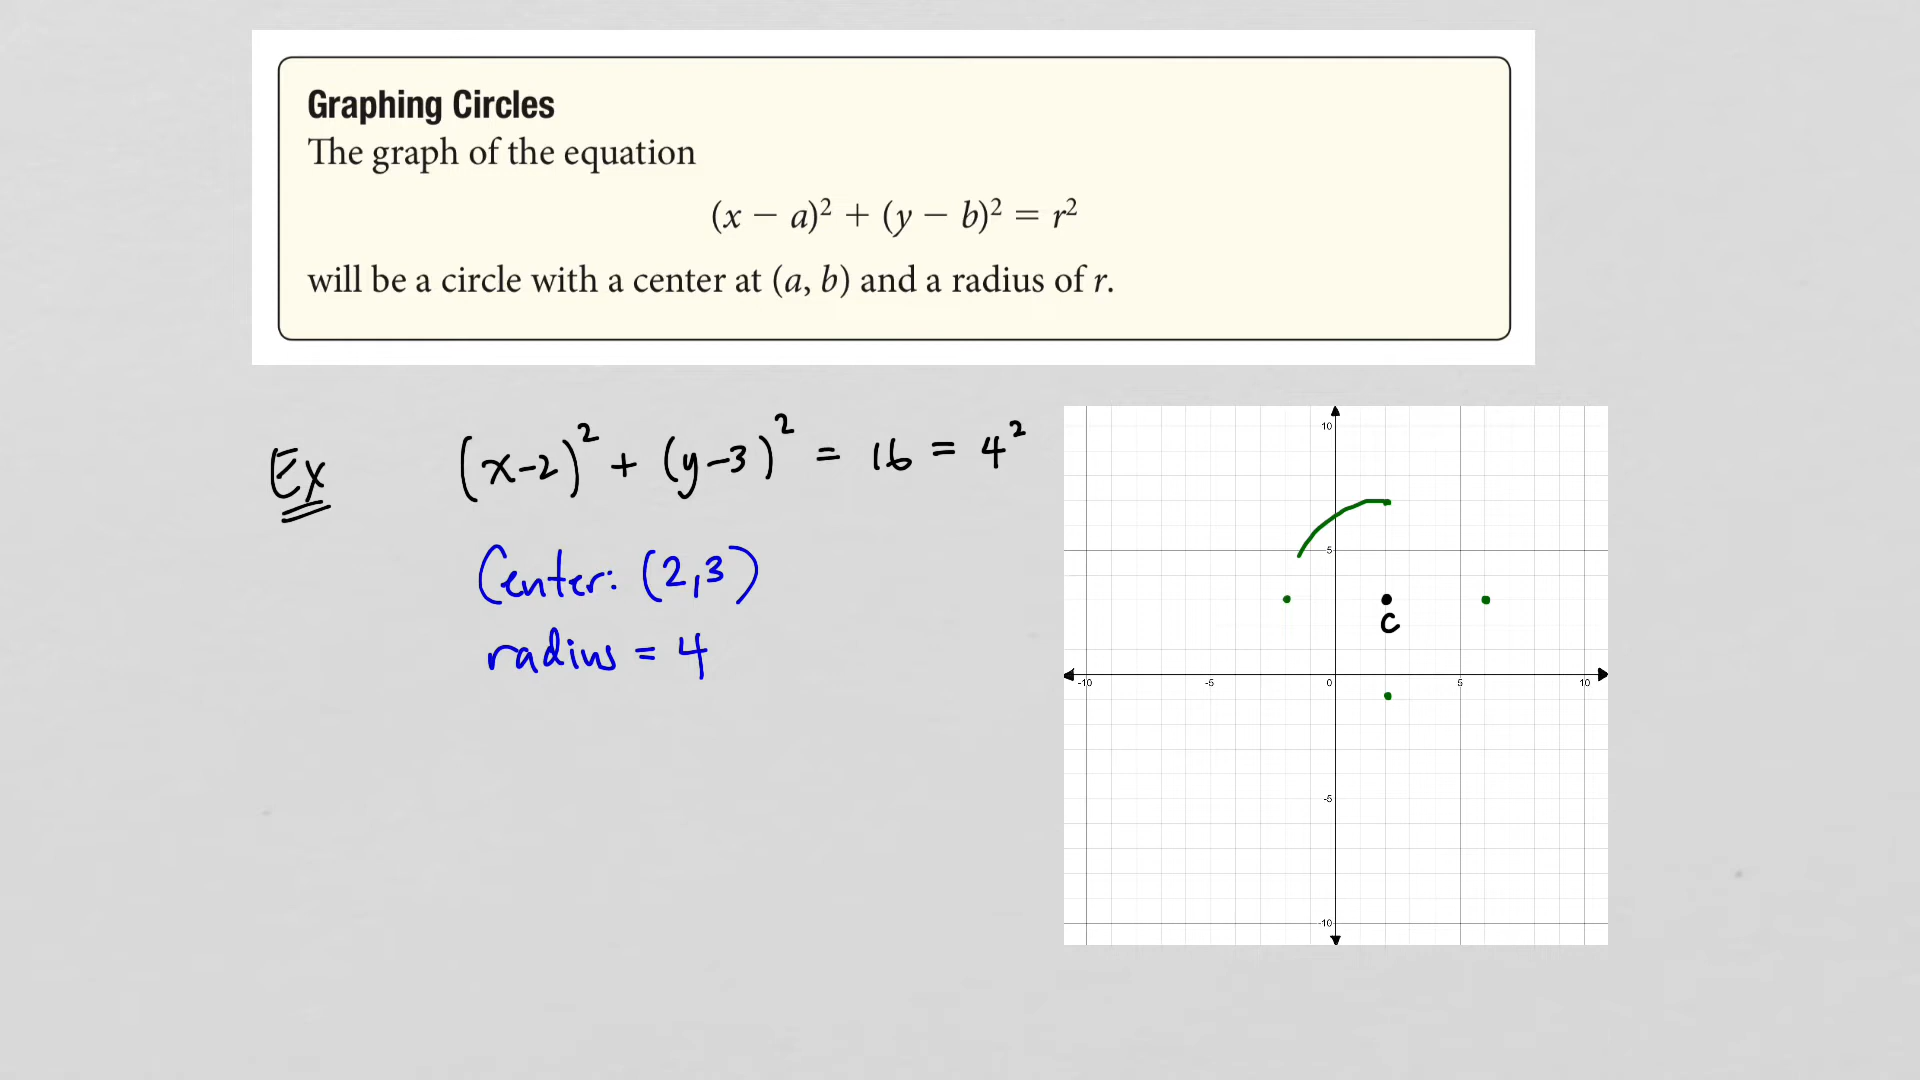 Graphing Circles
The graph of the equation
(x − a)² + (y − b)² = r²
will be a circle with a center at (a, b) and a radius of r.
Ex (x-2)² + (y-3)² = 16 = 4²
Center: (2,3)
radius = 4
10
5
C
-10 -5 0 5 10
-5
-10